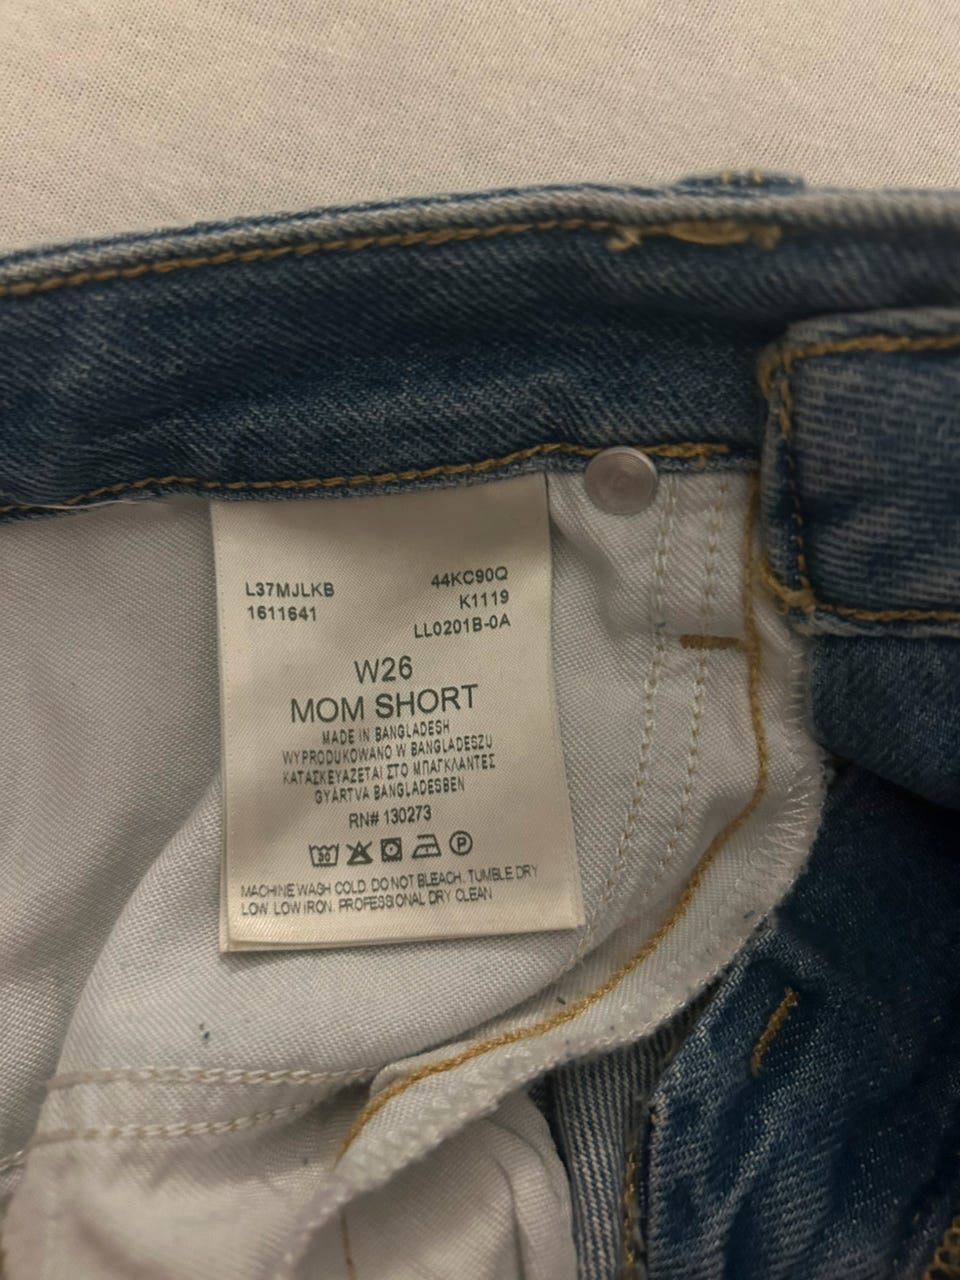 L37MJLKB
1611641
44KC90Q
K1119
LL0201B-0A
W26
MOM SHORT
MADE IN BANGLADESH
WYPRODUKOWANO W BANGLADESZU
ΚΑΤΑΣΚΕΥΑΖΕΤΑΙ ΣΤΟ ΜΠΑΓΚΛΑΝΤΕΣ
GYÁRTVA BANGLADESBEN
RN# 130273
30
P
MACHINE WASH COLD. DO NOT BLEACH. TUMBLE DRY
LOW. LOW IRON. PROFESSIONAL DRY CLEAN